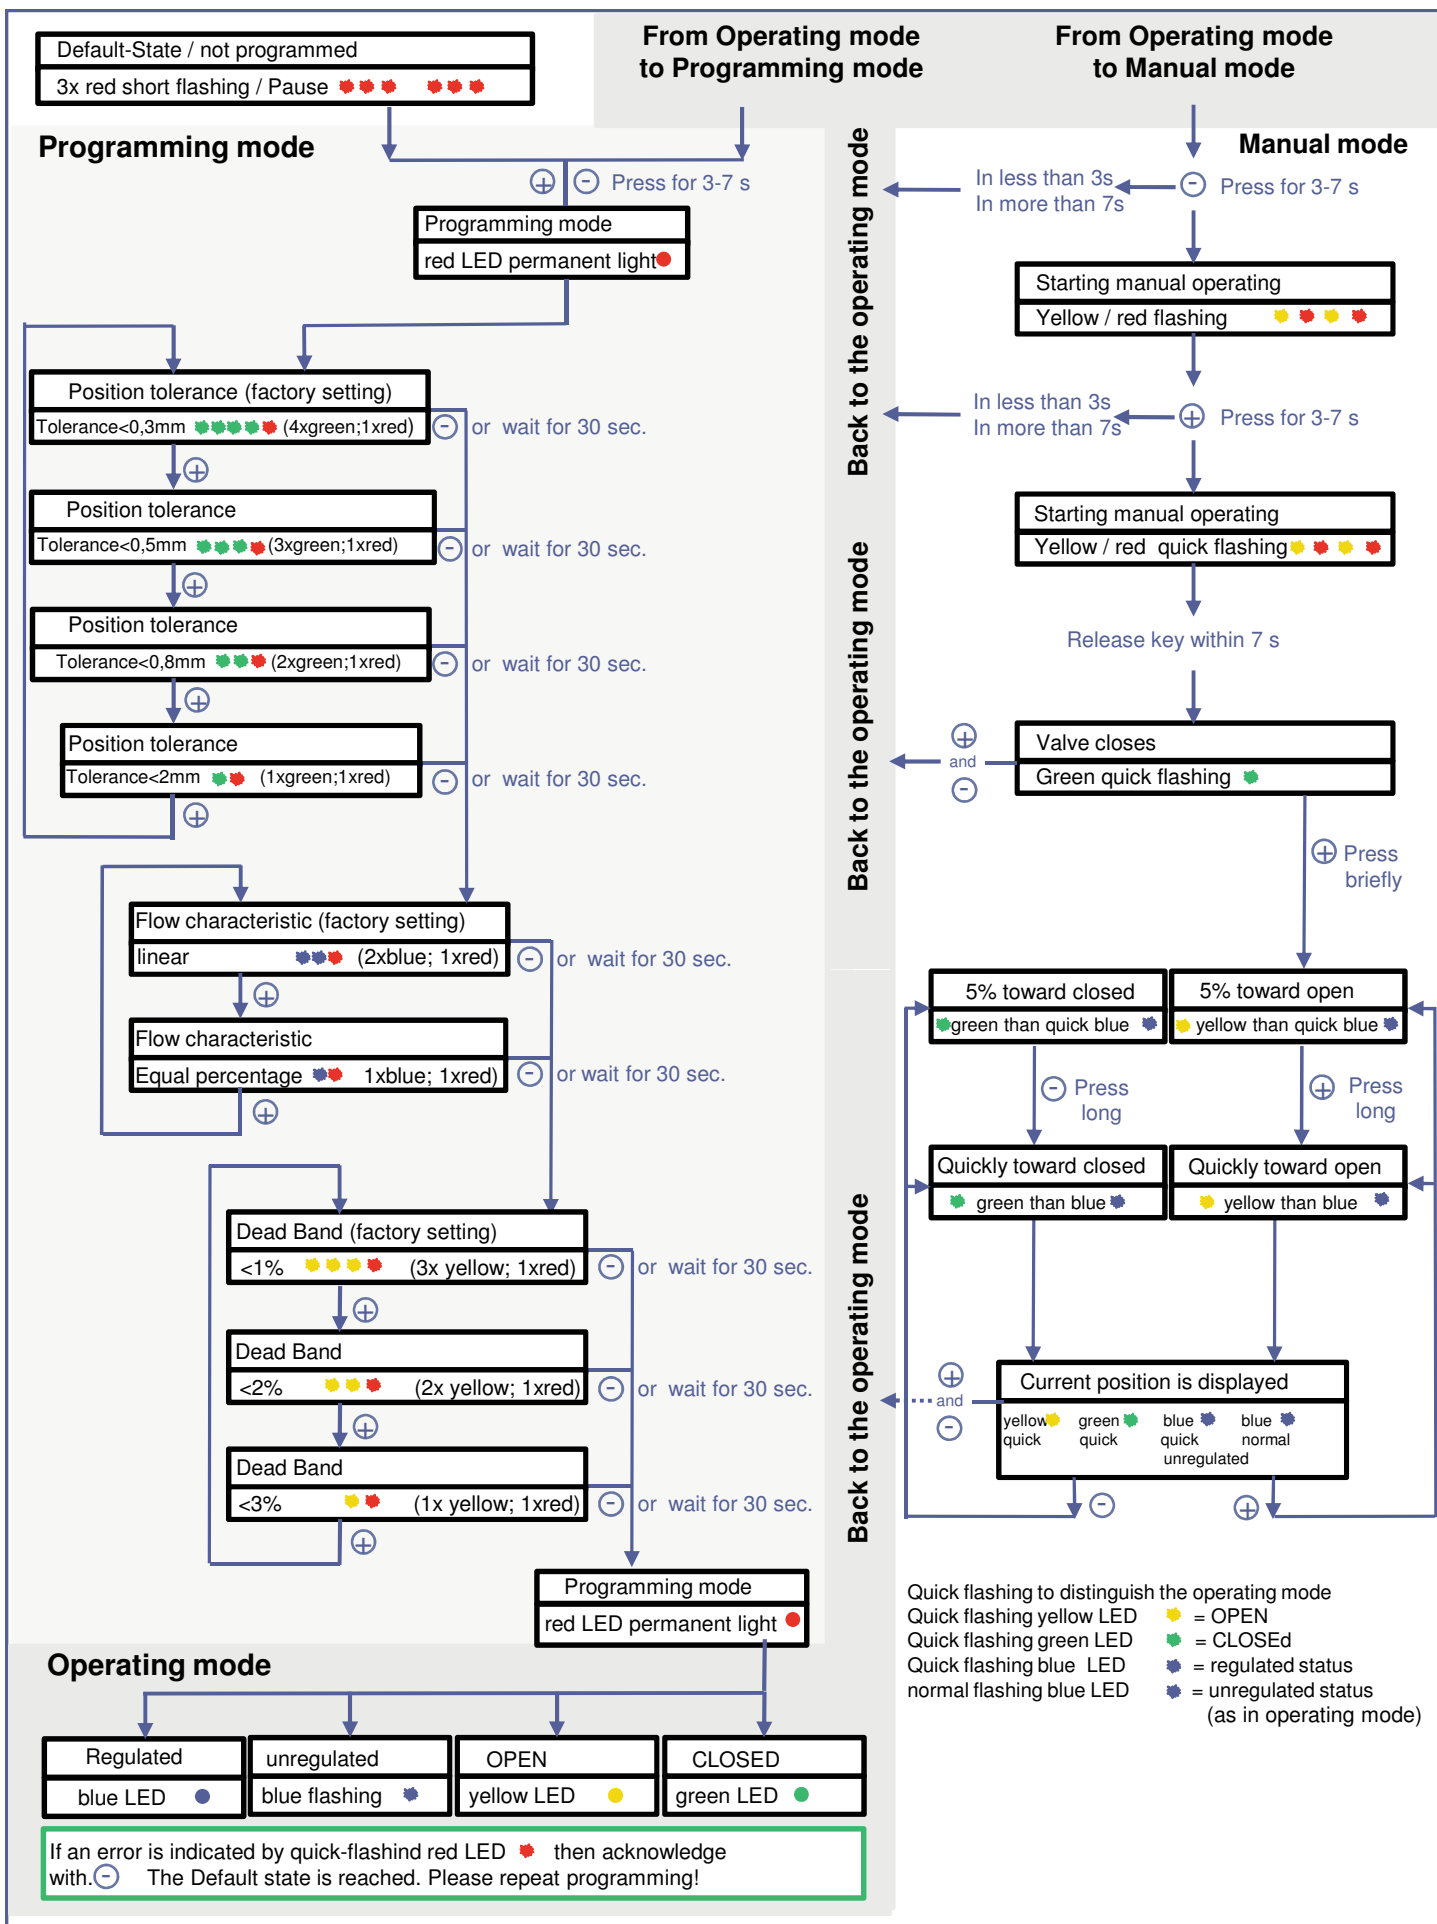 Default-State / not programmed
3x red short flashing / Pause
From Operating mode
to Programming mode
From Operating mode
to Manual mode
Programming mode
+ - Press for 3-7 s
Programming mode
red LED permanent light
Position tolerance (factory setting)
Tolerance<0,3mm (4xgreen;1xred)
- or wait for 30 sec.
+
Position tolerance
Tolerance<0,5mm (3xgreen;1xred)
- or wait for 30 sec.
+
Position tolerance
Tolerance<0,8mm (2xgreen;1xred)
- or wait for 30 sec.
+
Position tolerance
Tolerance<2mm (1xgreen;1xred)
- or wait for 30 sec.
+
Flow characteristic (factory setting)
linear (2xblue; 1xred)
- or wait for 30 sec.
+
Flow characteristic
Equal percentage 1xblue; 1xred)
- or wait for 30 sec.
+
Dead Band (factory setting)
<1% (3x yellow; 1xred)
- or wait for 30 sec.
+
Dead Band
<2% (2x yellow; 1xred)
- or wait for 30 sec.
+
Dead Band
<3% (1x yellow; 1xred)
- or wait for 30 sec.
+
Programming mode
red LED permanent light
Back to the operating mode
Back to the operating mode
Back to the operating mode
Manual mode
In less than 3s
In more than 7s
- Press for 3-7 s
Starting manual operating
Yellow / red flashing
In less than 3s
In more than 7s
+ Press for 3-7 s
Starting manual operating
Yellow / red quick flashing
Release key within 7 s
Valve closes
Green quick flashing
+
and
-
+ Press
briefly
5% toward closed
green than quick blue
5% toward open
yellow than quick blue
- Press
long
+ Press
long
Quickly toward closed
green than blue
Quickly toward open
yellow than blue
+
and
-
Current position is displayed
yellow green blue blue
quick quick quick normal
unregulated
- +
Quick flashing to distinguish the operating mode
Quick flashing yellow LED = OPEN
Quick flashing green LED = CLOSEd
Quick flashing blue LED = regulated status
normal flashing blue LED = unregulated status
(as in operating mode)
Operating mode
Regulated
blue LED
unregulated
blue flashing
OPEN
yellow LED
CLOSED
green LED
If an error is indicated by quick-flashind red LED then acknowledge
with.- The Default state is reached. Please repeat programming!